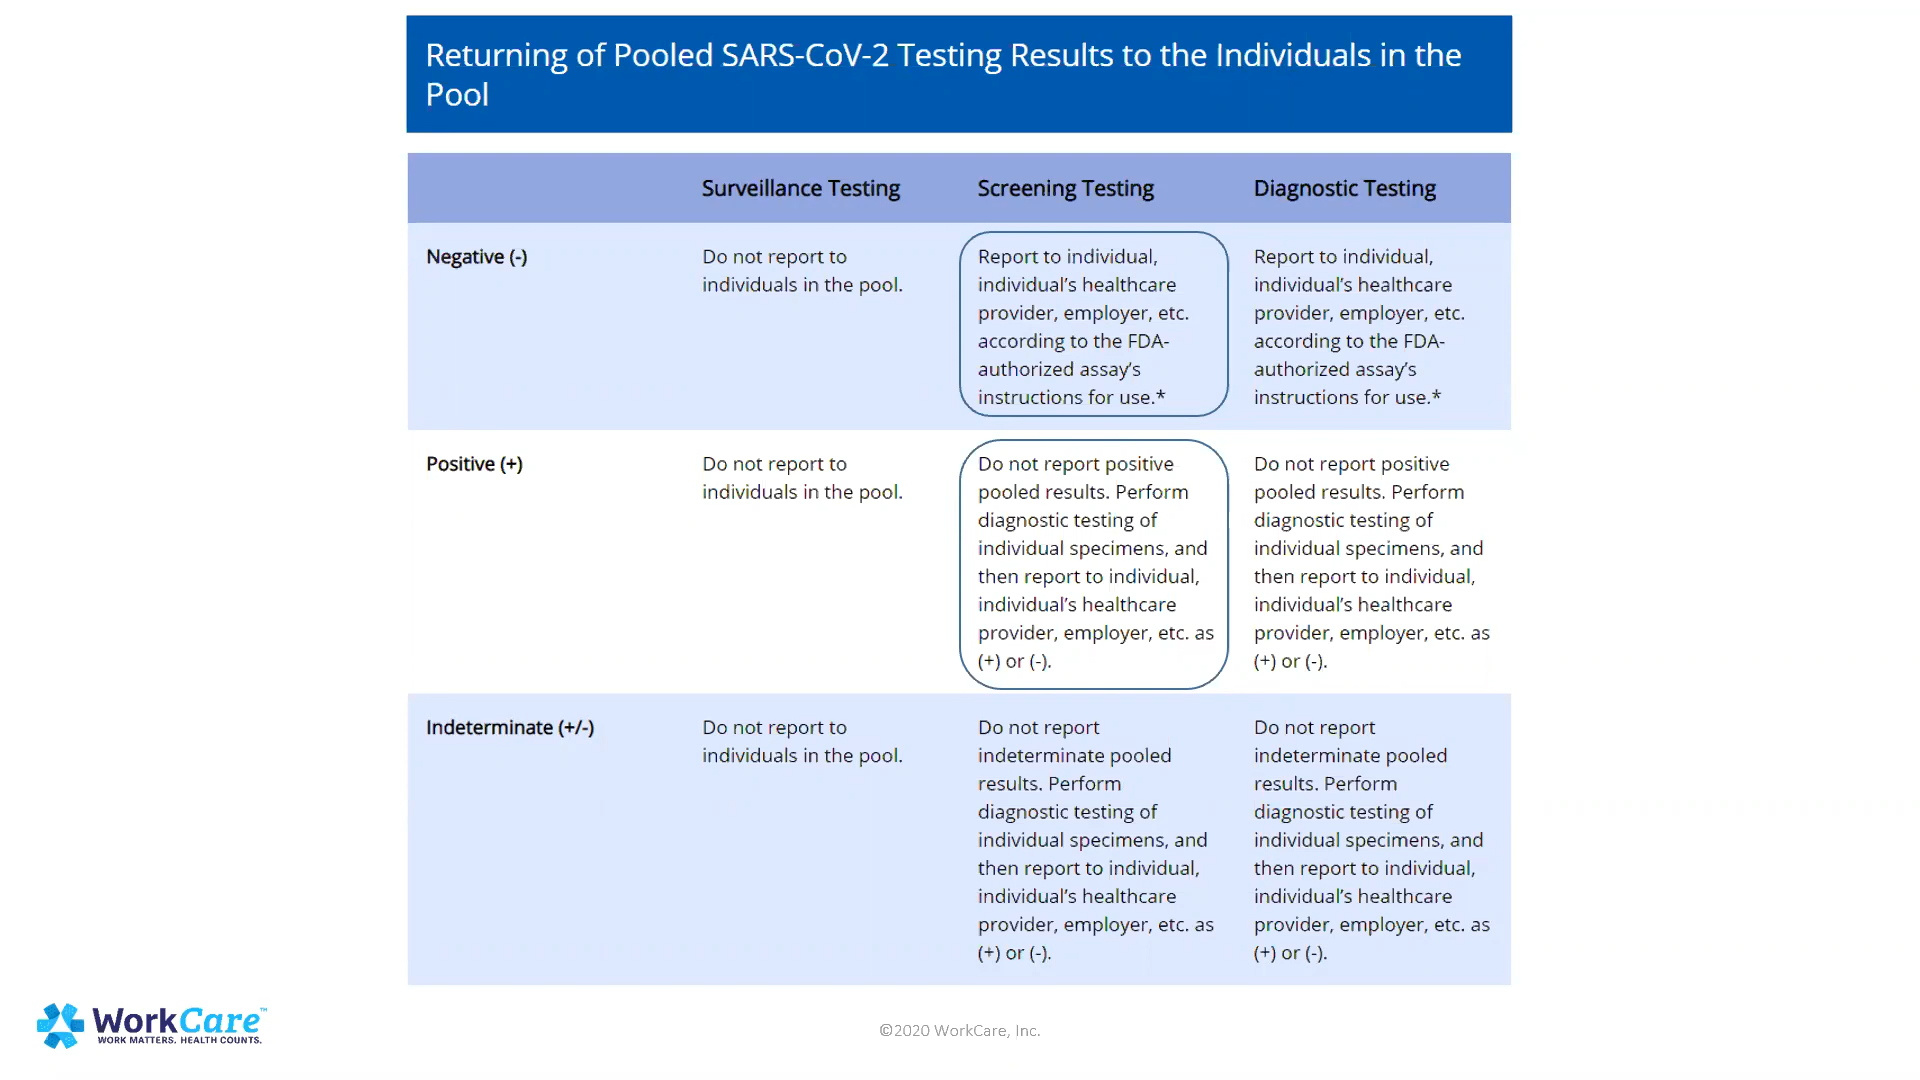 Returning of Pooled SARS-CoV-2 Testing Results to the Individuals in the
Pool
Surveillance Testing
Screening Testing
Diagnostic Testing
Negative (-)
Do not report to
individuals in the pool.
Report to individual,
individual’s healthcare
provider, employer, etc.
according to the FDA-
authorized assay’s
instructions for use.*
Report to individual,
individual’s healthcare
provider, employer, etc.
according to the FDA-
authorized assay’s
instructions for use.*
Positive (+)
Do not report to
individuals in the pool.
Do not report positive
pooled results. Perform
diagnostic testing of
individual specimens, and
then report to individual,
individual’s healthcare
provider, employer, etc. as
(+) or (-).
Do not report positive
pooled results. Perform
diagnostic testing of
individual specimens, and
then report to individual,
individual’s healthcare
provider, employer, etc. as
(+) or (-).
Indeterminate (+/-)
Do not report to
individuals in the pool.
Do not report
indeterminate pooled
results. Perform
diagnostic testing of
individual specimens, and
then report to individual,
individual’s healthcare
provider, employer, etc. as
(+) or (-).
Do not report
indeterminate pooled
results. Perform
diagnostic testing of
individual specimens, and
then report to individual,
individual’s healthcare
provider, employer, etc. as
(+) or (-).
WorkCare™
WORK MATTERS. HEALTH COUNTS.
©2020 WorkCare, Inc.